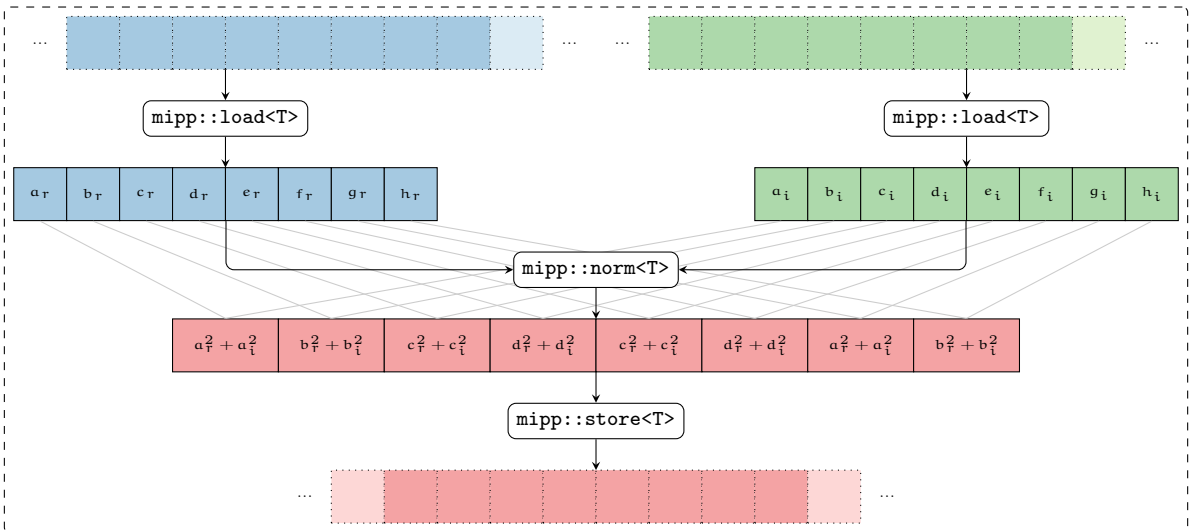 ... ... ... ...
mipp::load<T> mipp::load<T>
a_r b_r c_r d_r e_r f_r g_r h_r a_i b_i c_i d_i e_i f_i g_i h_i
mipp::norm<T>
a_r^2 + a_i^2 b_r^2 + b_i^2 c_r^2 + c_i^2 d_r^2 + d_i^2 c_r^2 + c_i^2 d_r^2 + d_i^2 a_r^2 + a_i^2 b_r^2 + b_i^2
mipp::store<T>
... ...